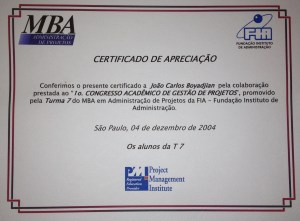 MBA
ADMINISTRAÇÃO
DE PROJETOS
FIA
FUNDAÇÃO INSTITUTO
DE ADMINISTRAÇÃO
CERTIFICADO DE APRECIAÇÃO
Conferimos o presente certificado a João Carlos Boyadjian pela colaboração
prestada ao "1o. CONGRESSO ACADÊMICO DE GESTÃO DE PROJETOS", promovido
pela Turma 7 do MBA em Administração de Projetos da FIA – Fundação Instituto de
Administração.
São Paulo, 04 de dezembro de 2004
Os alunos da T 7
PMI
Registered
Education
Provider
Project
Management
Institute